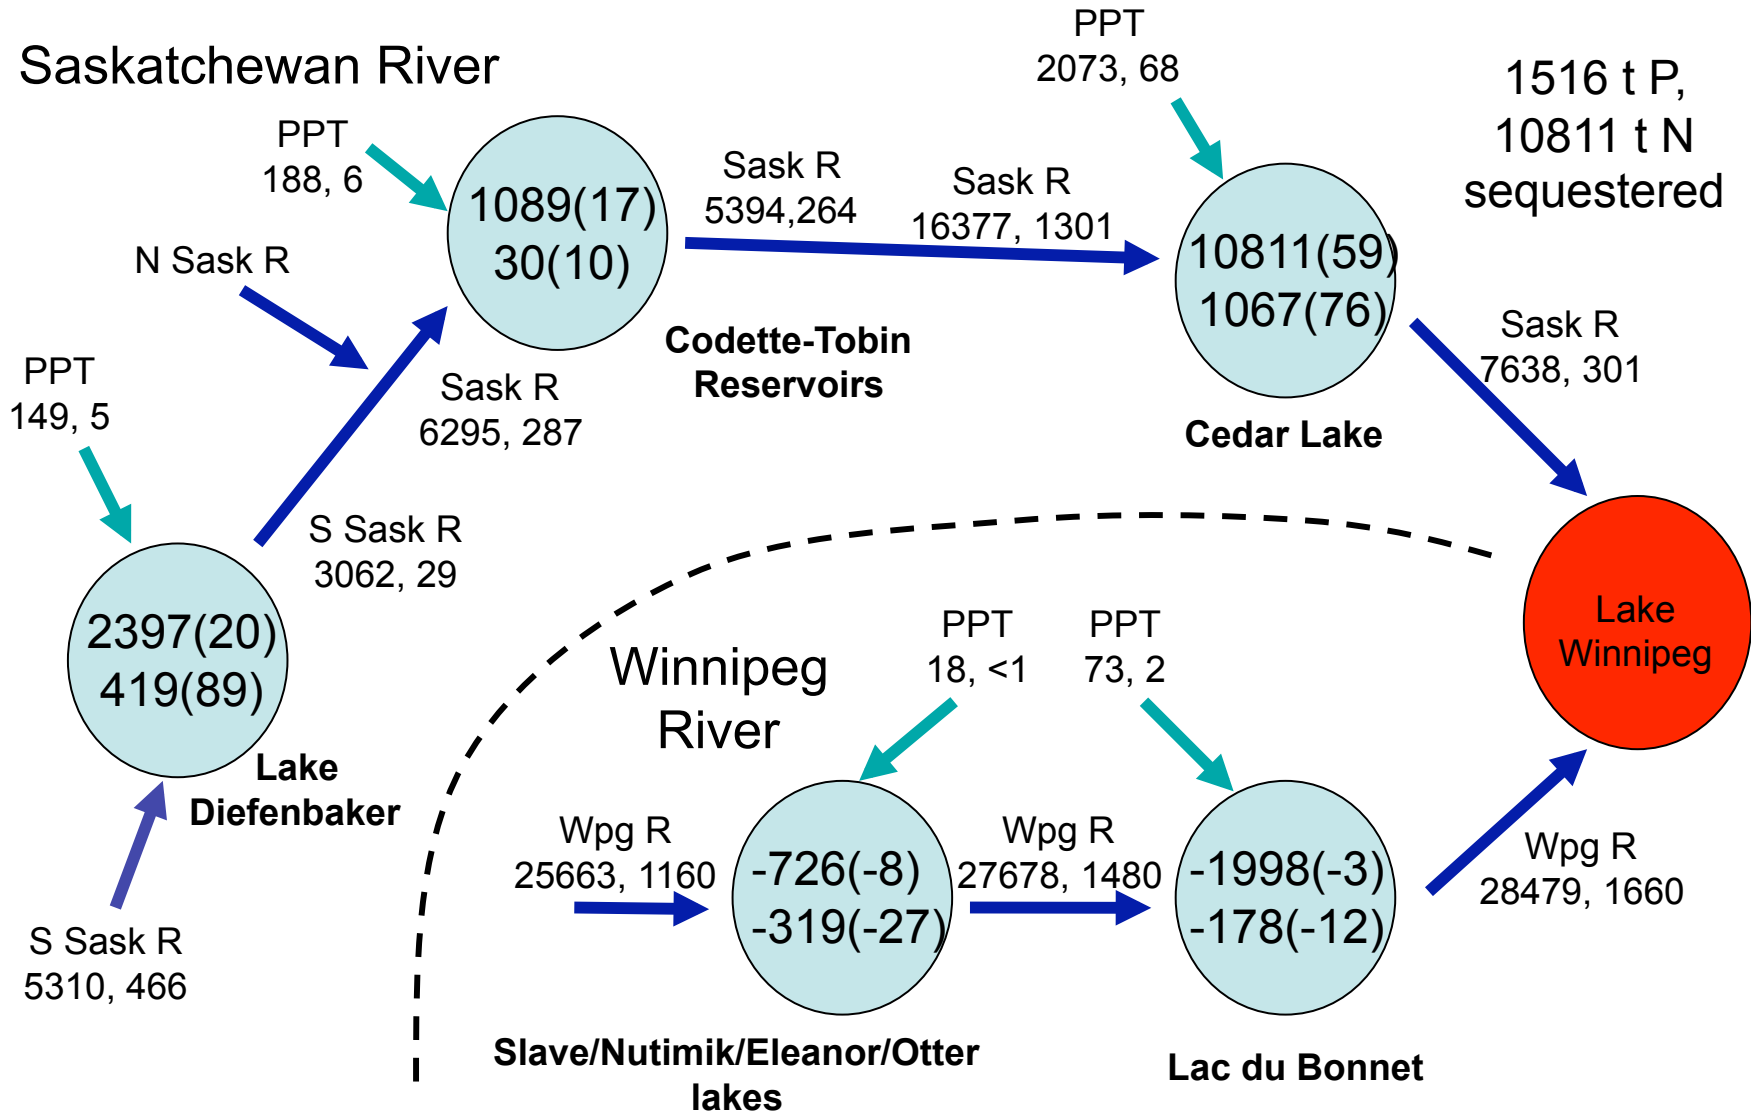 Saskatchewan River
PPT
2073, 68
1516 t P,
10811 t N
sequestered
PPT
188, 6
1089(17)
30(10)
Sask R
5394,264
Sask R
16377, 1301
10811(59)
1067(76)
N Sask R
Codette-Tobin
Reservoirs
Sask R
7638, 301
PPT
149, 5
Sask R
6295, 287
Cedar Lake
S Sask R
3062, 29
2397(20)
419(89)
Lake
Diefenbaker
S Sask R
5310, 466
Lake
Winnipeg
Winnipeg
River
PPT
18, <1
PPT
73, 2
Wpg R
25663, 1160
-726(-8)
-319(-27)
Wpg R
27678, 1480
-1998(-3)
-178(-12)
Wpg R
28479, 1660
Slave/Nutimik/Eleanor/Otter
lakes
Lac du Bonnet